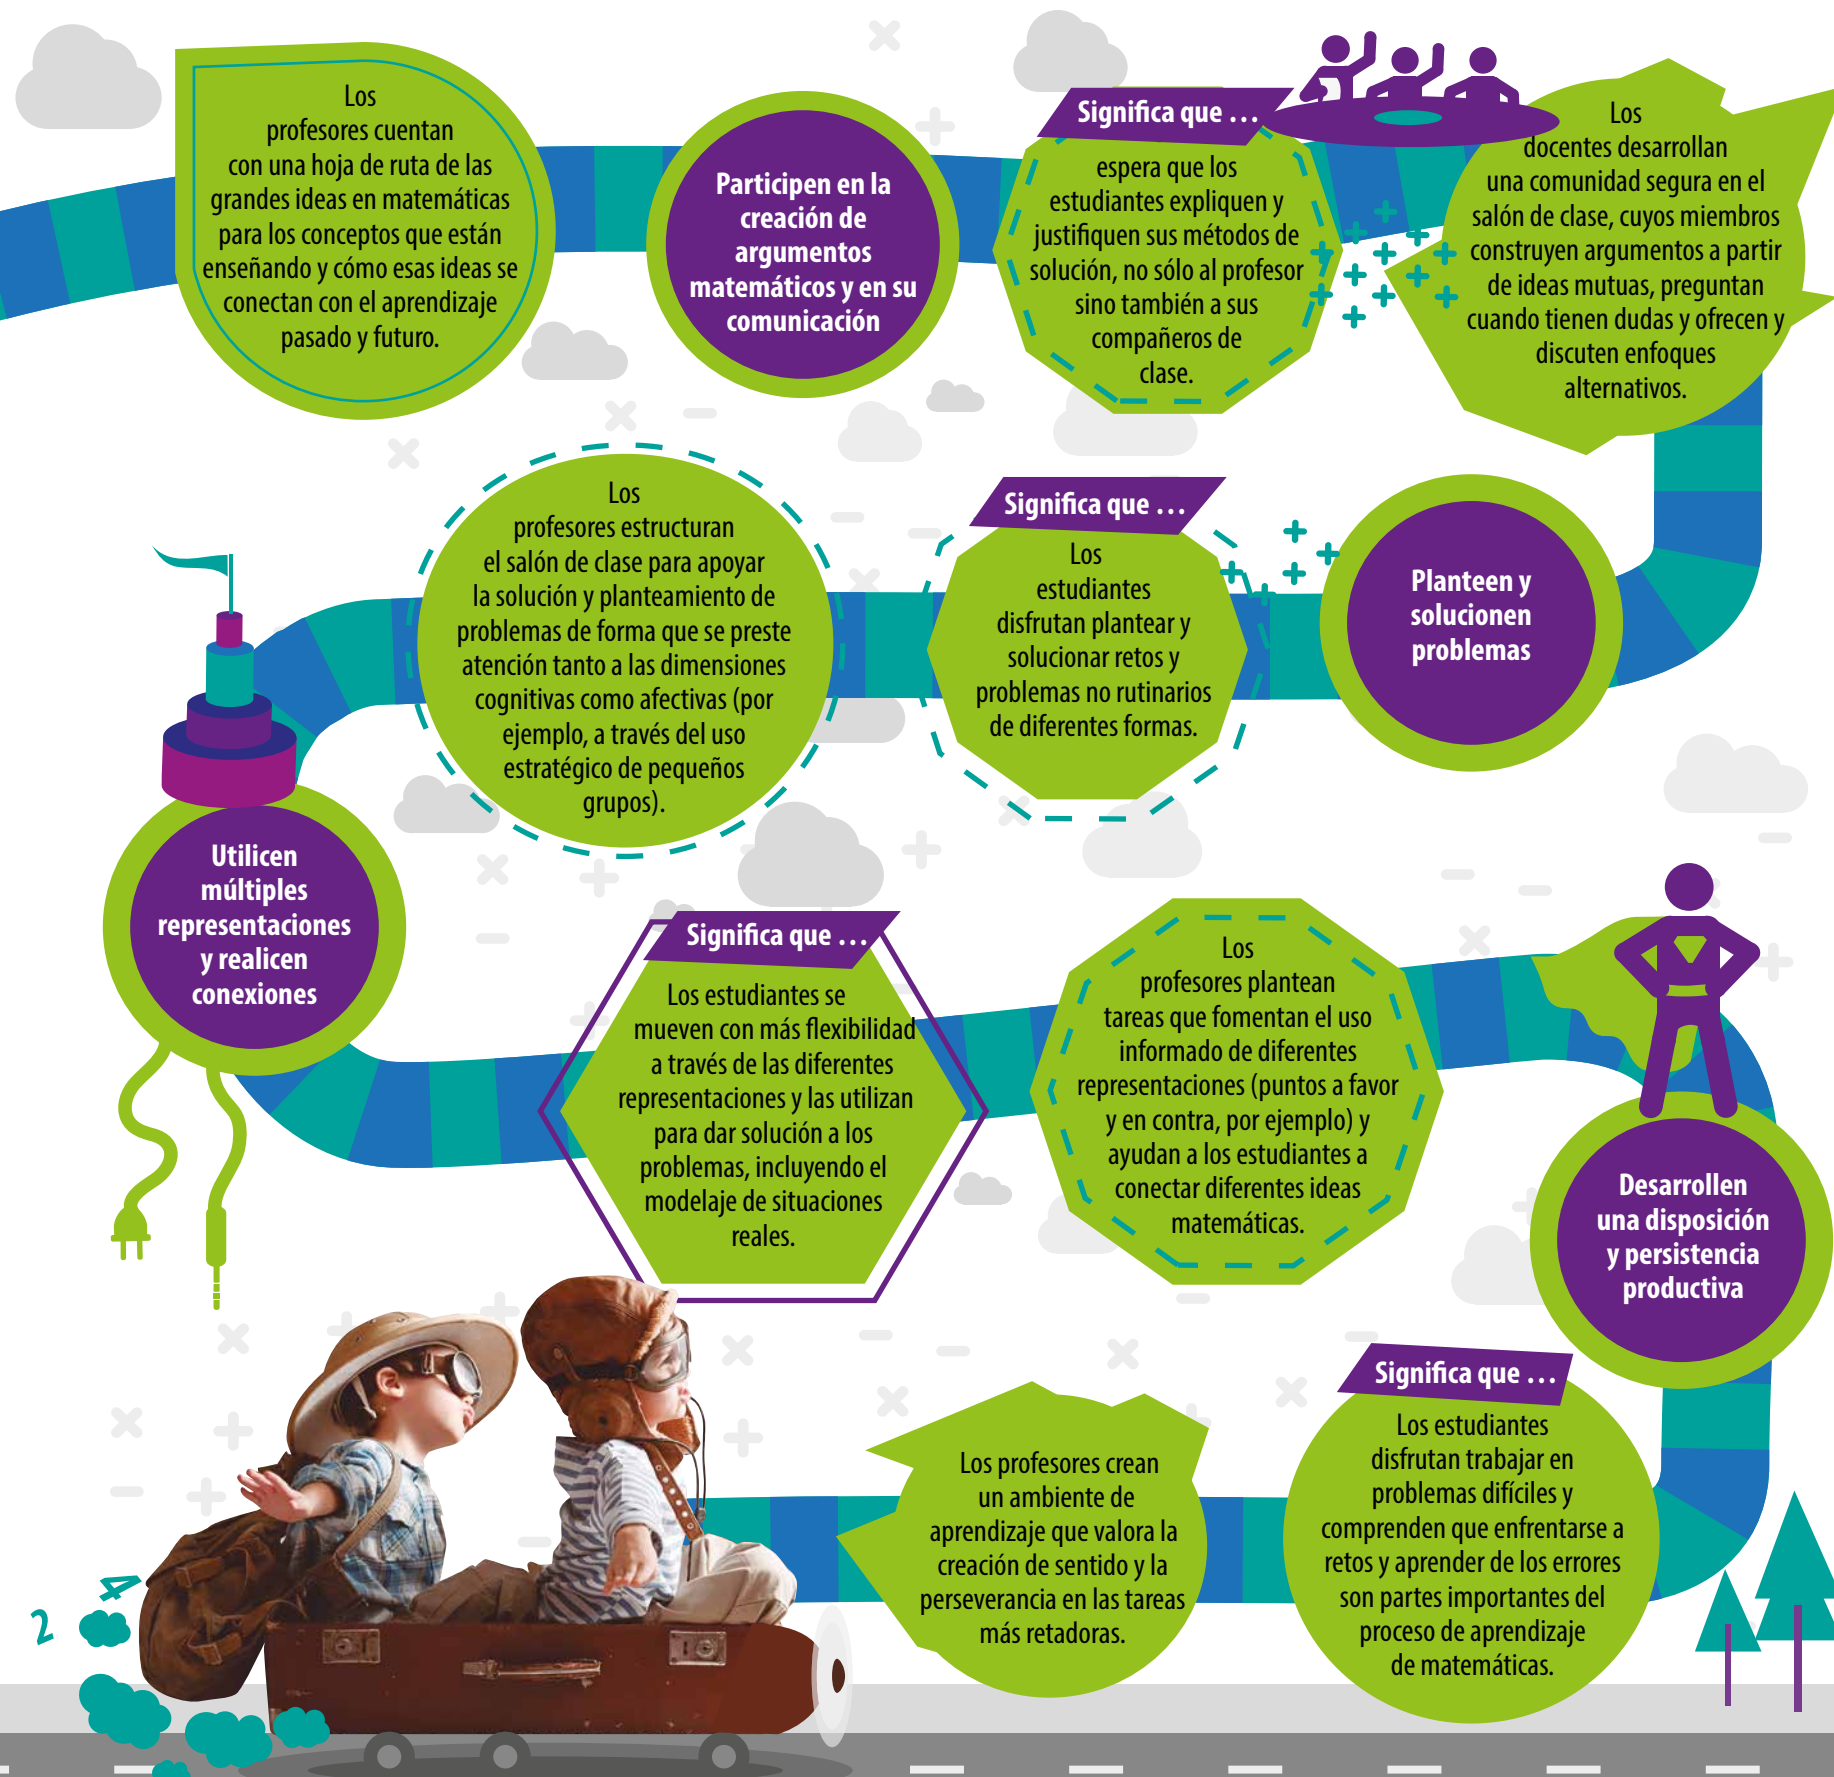 Los
profesores cuentan
con una hoja de ruta de las
grandes ideas en matemáticas
para los conceptos que están
enseñando y cómo esas ideas se
conectan con el aprendizaje
pasado y futuro.
Participen en la
creación de
argumentos
matemáticos y en su
comunicación
Significa que ...
espera que los
estudiantes expliquen y
justifiquen sus métodos de
solución, no sólo al profesor
sino también a sus
compañeros de
clase.
Los
docentes desarrollan
una comunidad segura en el
salón de clase, cuyos miembros
construyen argumentos a partir
de ideas mutuas, preguntan
cuando tienen dudas y ofrecen y
discuten enfoques
alternativos.
Planteen y
solucionen
problemas
Significa que ...
Los
estudiantes
disfrutan plantear y
solucionar retos y
problemas no rutinarios
de diferentes formas.
Los
profesores estructuran
el salón de clase para apoyar
la solución y planteamiento de
problemas de forma que se preste
atención tanto a las dimensiones
cognitivas como afectivas (por
ejemplo, a través del uso
estratégico de pequeños
grupos).
Utilicen
múltiples
representaciones
y realicen
conexiones
Significa que ...
Los estudiantes se
mueven con más flexibilidad
a través de las diferentes
representaciones y las utilizan
para dar solución a los
problemas, incluyendo el
modelaje de situaciones
reales.
Los
profesores plantean
tareas que fomentan el uso
informado de diferentes
representaciones (puntos a favor
y en contra, por ejemplo) y
ayudan a los estudiantes a
conectar diferentes ideas
matemáticas.
Desarrollen
una disposición
y persistencia
productiva
Significa que ...
Los estudiantes
disfrutan trabajar en
problemas difíciles y
comprenden que enfrentarse a
retos y aprender de los errores
son partes importantes del
proceso de aprendizaje
de matemáticas.
Los profesores crean
un ambiente de
aprendizaje que valora la
creación de sentido y la
perseverancia en las tareas
más retadoras.
2
4